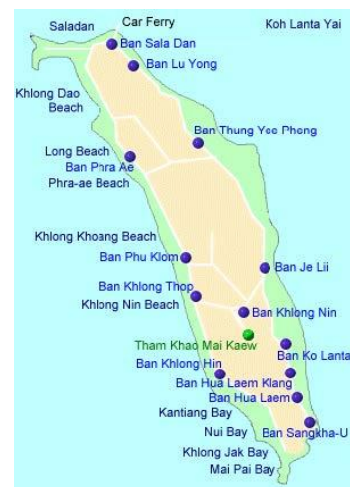 Car Ferry
Saladan
Koh Lanta Yai
Ban Sala Dan
Ban Lu Yong
Khlong Dao
Beach
Ban Thung Yee Pheng
Long Beach
Ban Phra Ae
Phra-ae Beach
Khlong Khoang Beach
Ban Phu Klom
Ban Je Lii
Ban Khlong Thop
Khlong Nin Beach
Ban Khlong Nin
Tham Khao Mai Kaew
Ban Ko Lanta
Ban Khlong Hin
Ban Hua Laem Klang
Ban Hua Laem
Kantiang Bay
Nui Bay
Ban Sangkha-U
Khlong Jak Bay
Mai Pai Bay